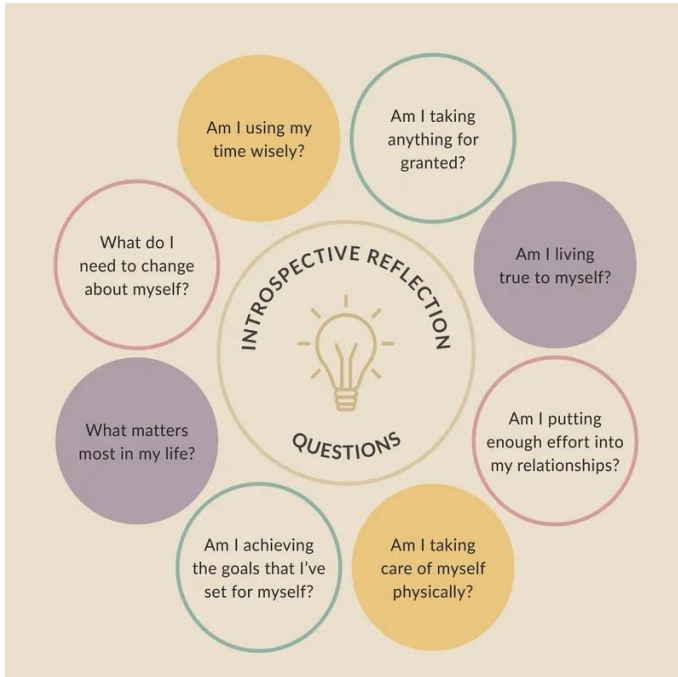 INTROSPECTIVE REFLECTION
QUESTIONS
Am I using my
time wisely?
Am I taking
anything for
granted?
Am I living
true to myself?
Am I putting
enough effort into
my relationships?
Am I taking
care of myself
physically?
Am I achieving
the goals that I've
set for myself?
What matters
most in my life?
What do I
need to change
about myself?